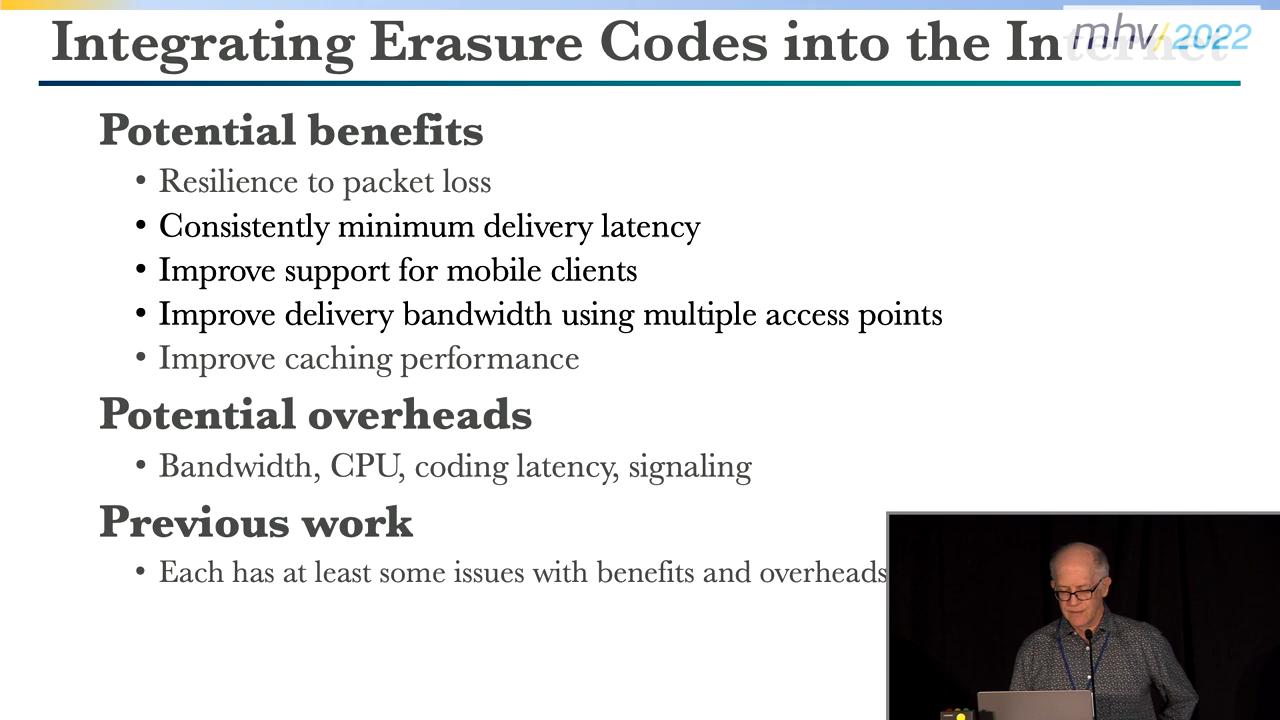 Integrating Erasure Codes into the Internet
mhv/2022
Potential benefits
• Resilience to packet loss
• Consistently minimum delivery latency
• Improve support for mobile clients
• Improve delivery bandwidth using multiple access points
• Improve caching performance
Potential overheads
• Bandwidth, CPU, coding latency, signaling
Previous work
• Each has at least some issues with benefits and overheads